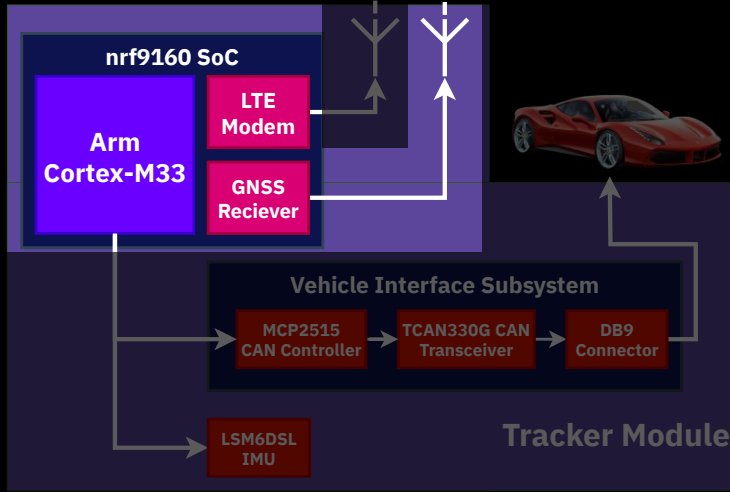 nrf9160 SoC
Arm
Cortex-M33
LTE
Modem
GNSS
Reciever
Vehicle Interface Subsystem
MCP2515
CAN Controller
TCAN330G CAN
Transceiver
DB9
Connector
LSM6DSL
IMU
Tracker Module